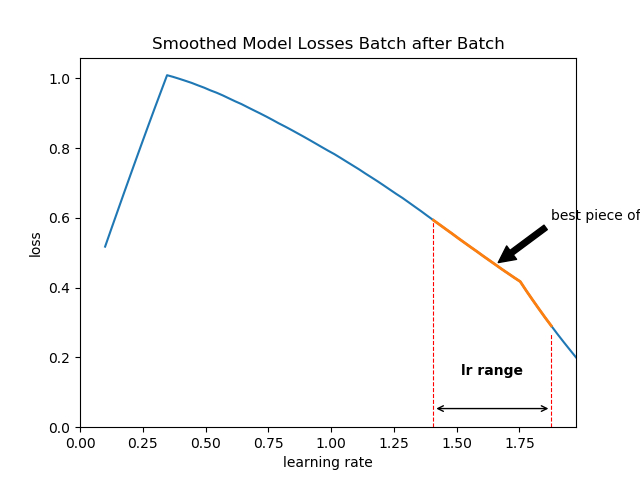 Smoothed Model Losses Batch after Batch
1.0
0.8
0.6
0.4
0.2
0.0
loss
best piece of
lr range
0.00 0.25 0.50 0.75 1.00 1.25 1.50 1.75
learning rate